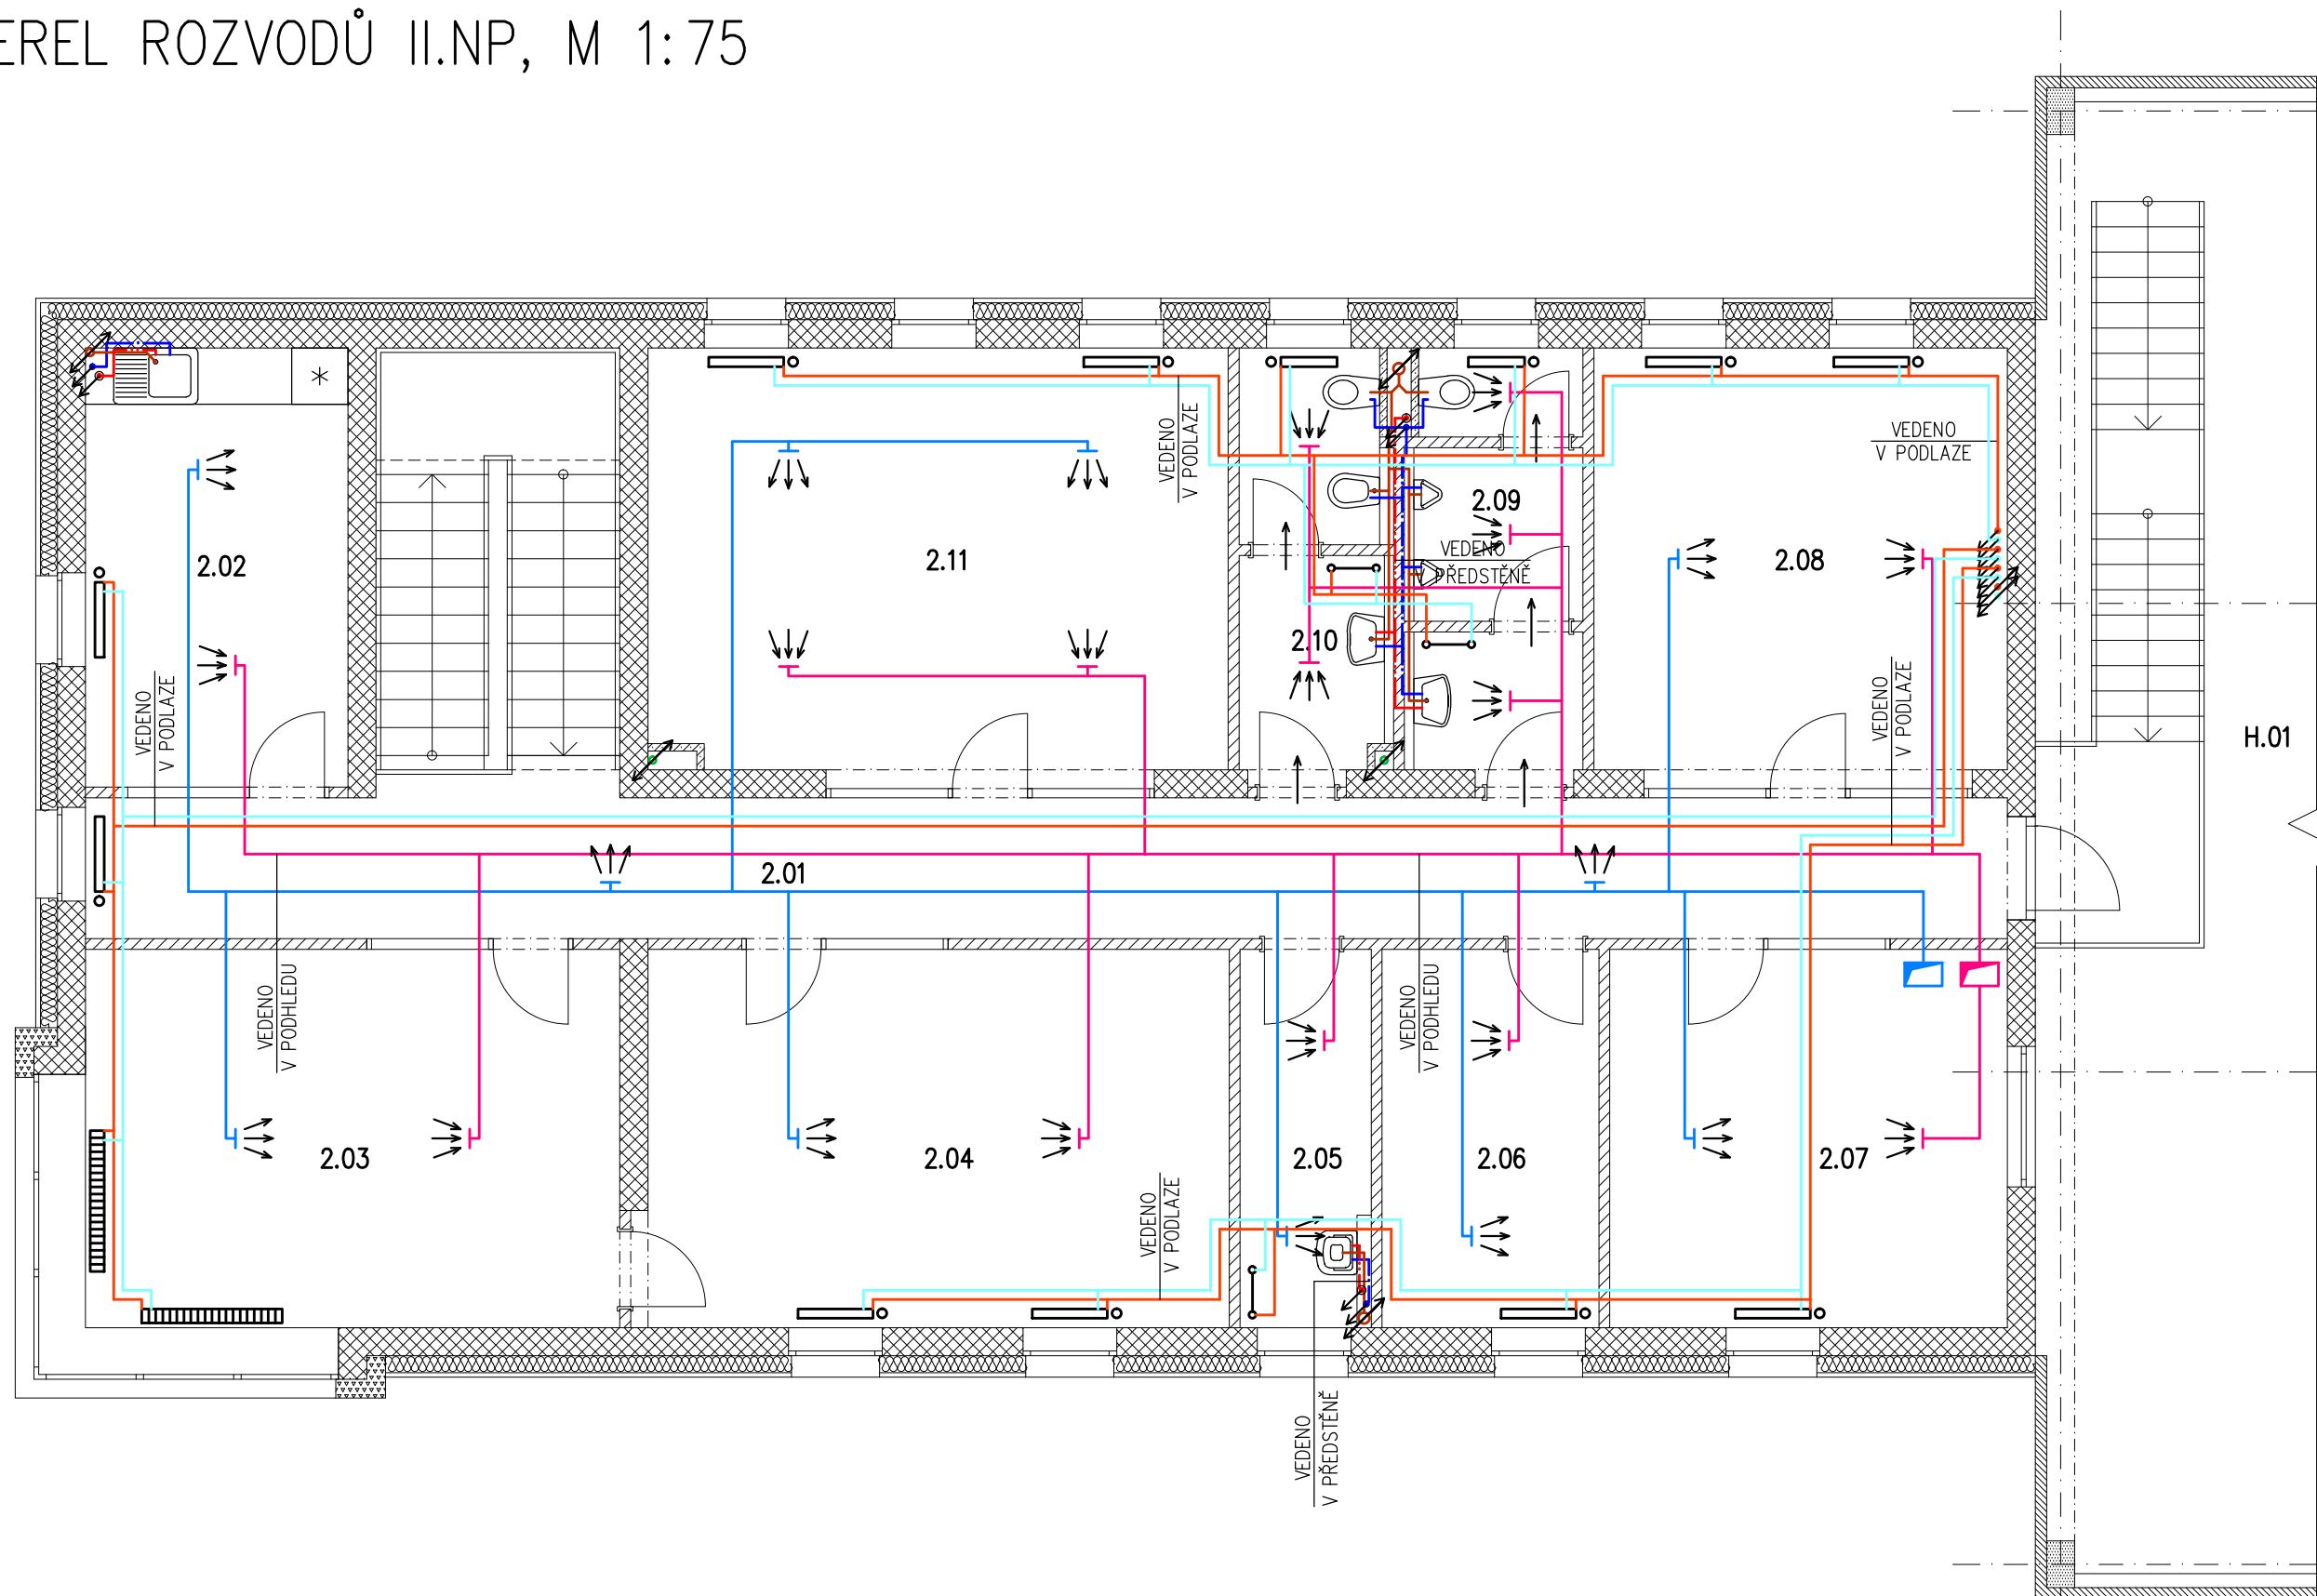 EREL ROZVODŮ II.NP, M 1:75
VEDENO
V PODLAZE
VEDENO
V PODLAZE
2.09
2.02
2.11
VEDENO
V PŘEDSTĚNĚ
2.08
2.10
VEDENO
V PODLAZE
VEDENO
V PODLAZE
H.01
2.01
VEDENO
V PODHLEDU
VEDENO
V PODHLEDU
2.03
2.04
2.05
2.06
2.07
VEDENO
V PODLAZE
VEDENO
V PŘEDSTĚNĚ